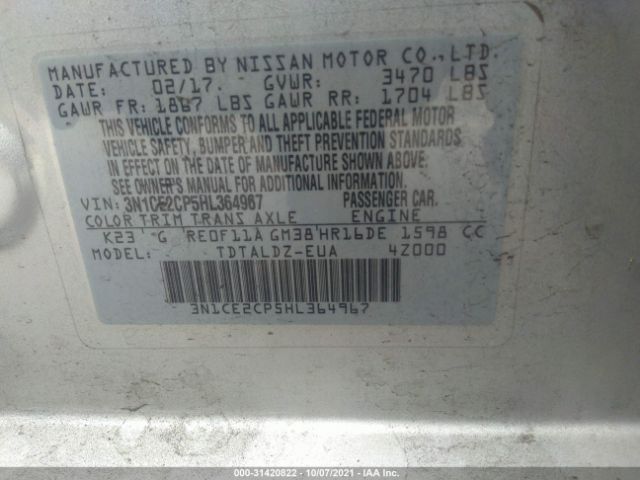 MANUFACTURED BY NISSAN MOTOR CO.,LTD.
DATE: 02/17. GVWR: 3470 LBS
GAWR FR: 1867 LBS GAWR RR: 1704 LBS
THIS VEHICLE CONFORMS TO ALL APPLICABLE FEDERAL MOTOR
VEHICLE SAFETY, BUMPER AND THEFT PREVENTION STANDARDS
IN EFFECT ON THE DATE OF MANUFACTURE SHOWN ABOVE.
SEE OWNER'S MANUAL FOR ADDITIONAL INFORMATION.
VIN: 3N1CE2CP5HL364967 PASSENGER CAR.
COLOR TRIM TRANS AXLE ENGINE
K23 G RE0F11A GM38 HR16DE 1598 CC
MODEL: TDTALDZ-EUA 4Z000
3N1CE2CP5HL364967
000-31420822 - 10/07/2021 - IAA Inc.